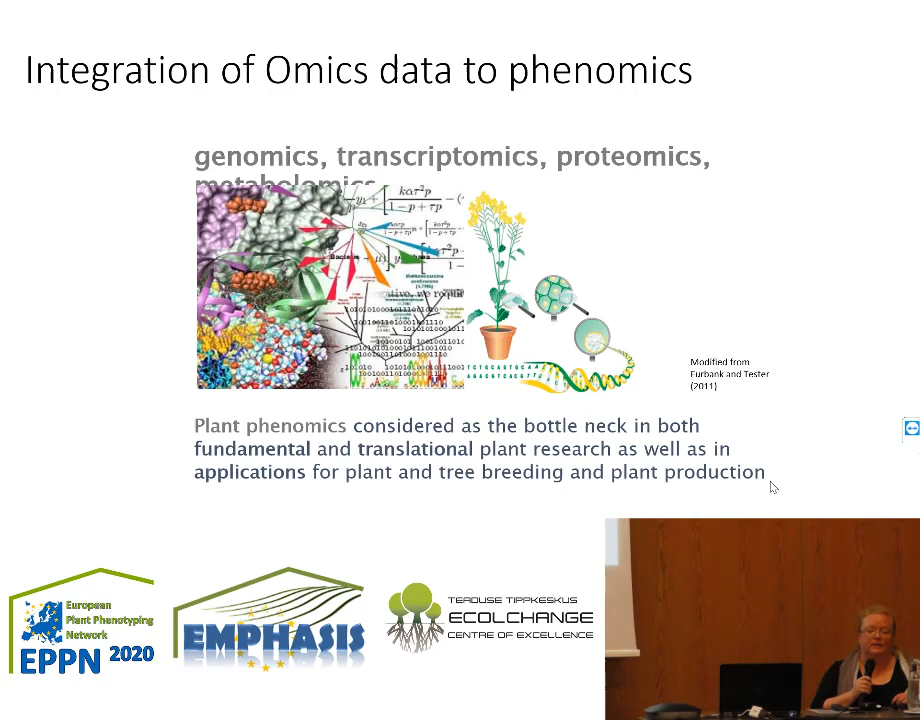 Integration of Omics data to phenomics
genomics, transcriptomics, proteomics,
metabolomics
Modified from
Furbank and Tester
(2011)
Plant phenomics considered as the bottle neck in both
fundamental and translational plant research as well as in
applications for plant and tree breeding and plant production
European
Plant Phenotyping
Network
EPPN 2020
EMPHASIS
TEADUSE TIPPKESKUS
ECOLCHANGE
CENTRE OF EXCELLENCE